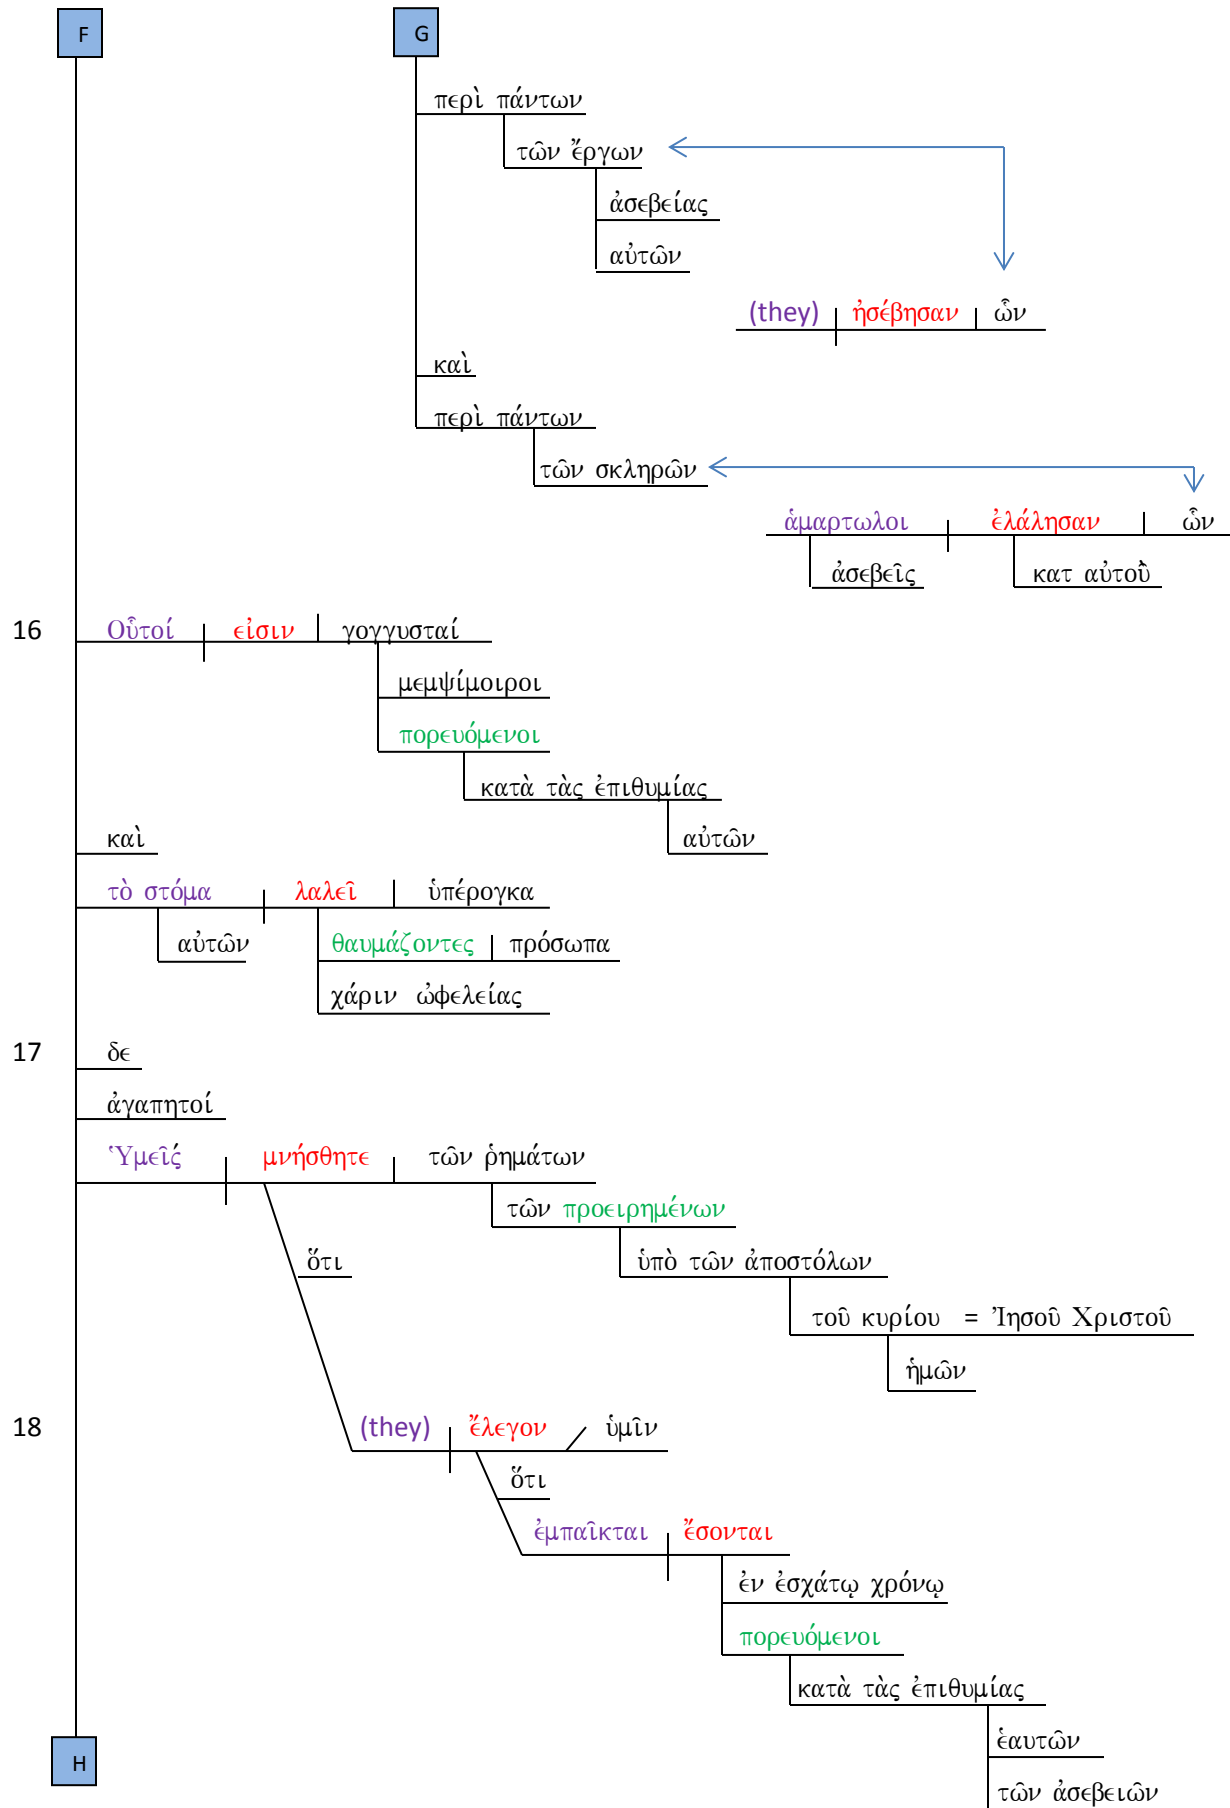 F G
περὶ πάντων
τῶν ἔργων
ἀσεβείας
αὐτῶν
(they) ἠσέβησαν ὧν
καὶ
περὶ πάντων
τῶν σκληρῶν
ἁμαρτωλοι ἐλάλησαν ὧν
ἀσεβεῖς κατ αὐτοῦ
16 Οὗτοί εἰσιν γογγυσταί
μεμψίμοιροι
πορευόμενοι
κατὰ τὰς ἐπιθυμίας
καὶ αὐτῶν
τὸ στόμα λαλεῖ ὑπέρογκα
αὐτῶν θαυμάζοντες πρόσωπα
χάριν ὠφελείας
17 δε
ἀγαπητοί
Ὑμεῖς́ μνήσθητε τῶν ῥημάτων
τῶν προειρημένων
ὅτι ὑπὸ τῶν ἀποστόλων
τοῦ κυρίου = Ἰησοῦ Χριστοῦ
ἡμῶν
18 (they) ἔλεγον ὑμῖν
ὅτι
ἐμπαῖκται ἔσονται
ἐν ἐσχάτῳ χρόνῳ
πορευόμενοι
κατὰ τὰς ἐπιθυμίας
ἑαυτῶν
H
τῶν ἀσεβειῶν